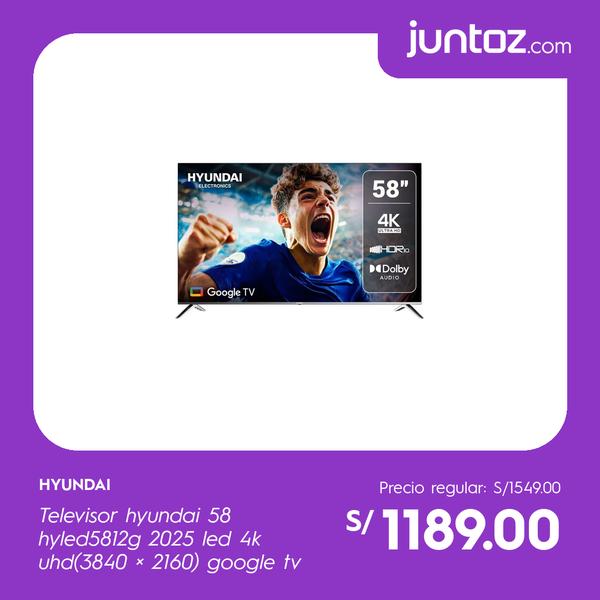 juntoz.com
HYUNDAI
ELECTRONICS
58"
4K
ULTRA HD
HDR10
Dolby
AUDIO
Google TV
HYUNDAI
Televisor hyundai 58
hyled5812g 2025 led 4k
uhd(3840 × 2160) google tv
Precio regular: S/1549.00
S/ 1189.00